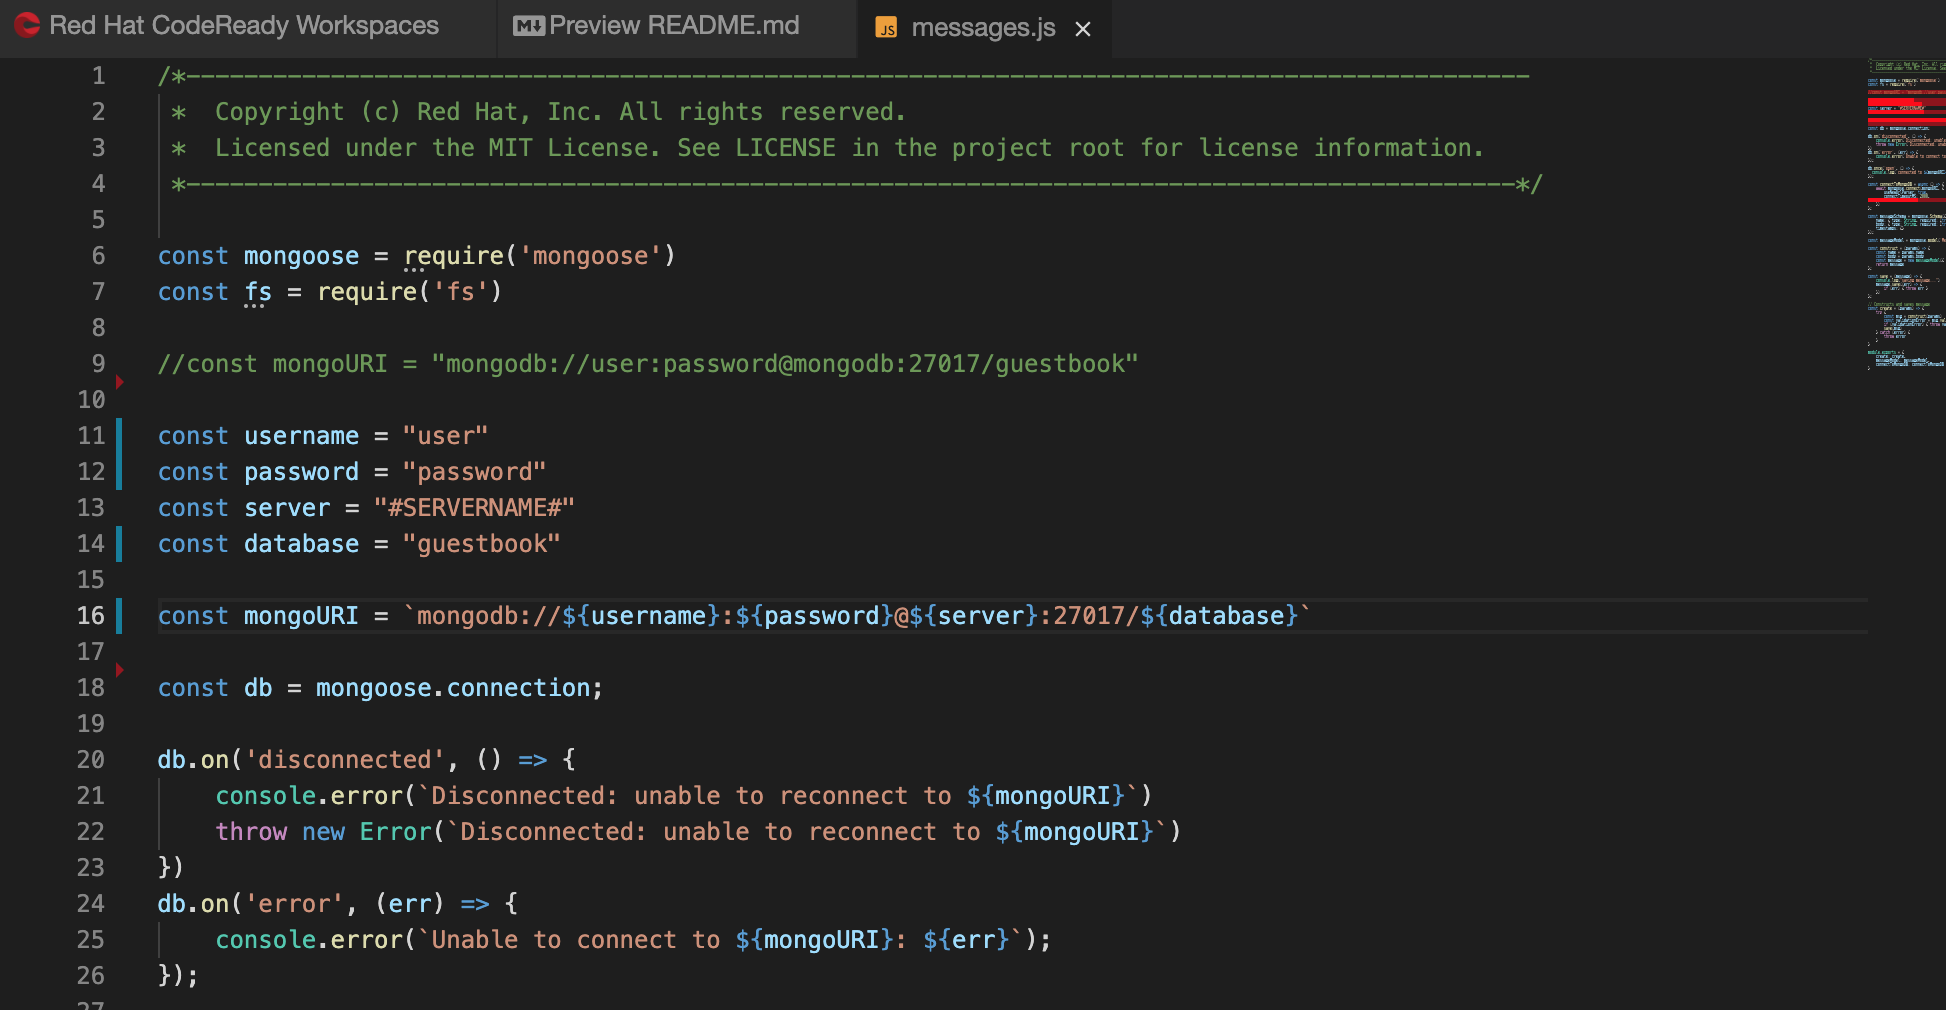 Red Hat CodeReady Workspaces
Preview README.md
JS messages.js
1 /*---------------------------------------------------------------------------------------------
2 * Copyright (c) Red Hat, Inc. All rights reserved.
3 * Licensed under the MIT License. See LICENSE in the project root for license information.
4 *--------------------------------------------------------------------------------------------*/
5
6 const mongoose = require('mongoose')
7 const fs = require('fs')
8
9 //const mongoURI = "mongodb://user:password@mongodb:27017/guestbook"
10
11 const username = "user"
12 const password = "password"
13 const server = "#SERVERNAME#"
14 const database = "guestbook"
15
16 const mongoURI = `mongodb://${username}:${password}@${server}:27017/${database}`
17
18 const db = mongoose.connection;
19
20 db.on('disconnected', () => {
21 console.error(`Disconnected: unable to reconnect to ${mongoURI}`)
22 throw new Error(`Disconnected: unable to reconnect to ${mongoURI}`)
23 })
24 db.on('error', (err) => {
25 console.error(`Unable to connect to ${mongoURI}: ${err}`);
26 });
27